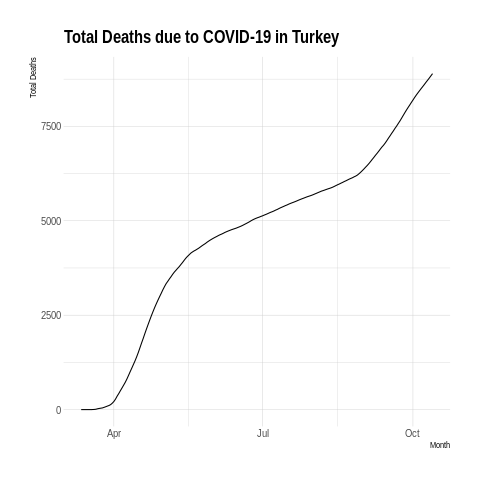 Total Deaths due to COVID-19 in Turkey
Total Deaths
7500
5000
2500
0
Apr
Jul
Oct
Month